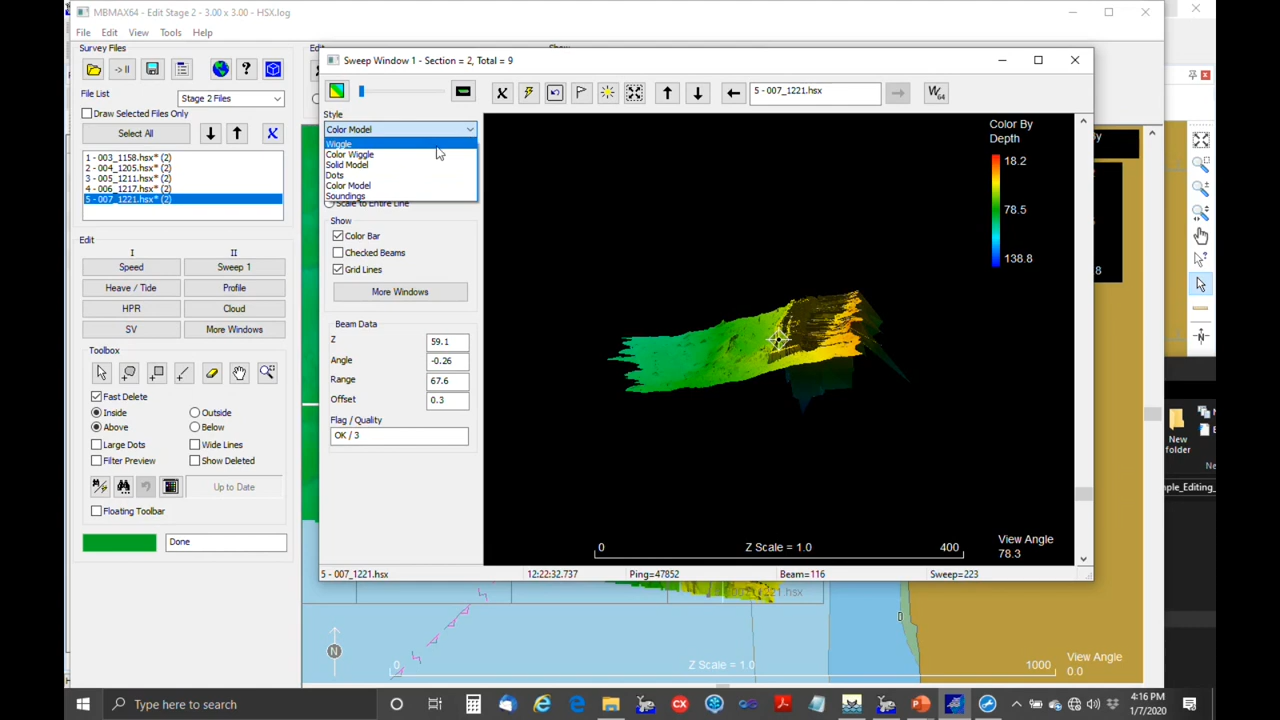 MBMAX64 - Edit Stage 2 - 3.00 x 3.00 - HSX.log
File Edit View Tools Help
Survey Files
File List
Stage 2 Files
Draw Selected Files Only
Select All
1 - 003_1158.hsx* (2)
2 - 004_1205.hsx* (2)
3 - 005_1211.hsx* (2)
4 - 006_1217.hsx* (2)
5 - 007_1221.hsx* (2)
Edit
I II
Speed Sweep 1
Heave / Tide Profile
HPR Cloud
SV More Windows
Toolbox
Fast Delete
Inside Outside
Above Below
Large Dots Wide Lines
Filter Preview Show Deleted
Up to Date
Floating Toolbar
Done
Sweep Window 1 - Section = 2, Total = 9
5 - 007_1221.hsx
W64
Style
Color Model
Wiggle
Color Wiggle
Solid Model
Dots
Color Model
Soundings
Scale to Entire Line
Show
Color Bar
Checked Beams
Grid Lines
More Windows
Beam Data
Z 59.1
Angle -0.26
Range 67.6
Offset 0.3
Flag / Quality
OK / 3
Color By
Depth
18.2
78.5
138.8
0 Z Scale = 1.0 400
View Angle
78.3
5 - 007_1221.hsx 12:22:32.737 Ping=47852 Beam=116 Sweep=223
By
8
New
folder
D
N
0 Z Scale = 1.0 1000
View Angle
0.0
Type here to search
4:16 PM
1/7/2020